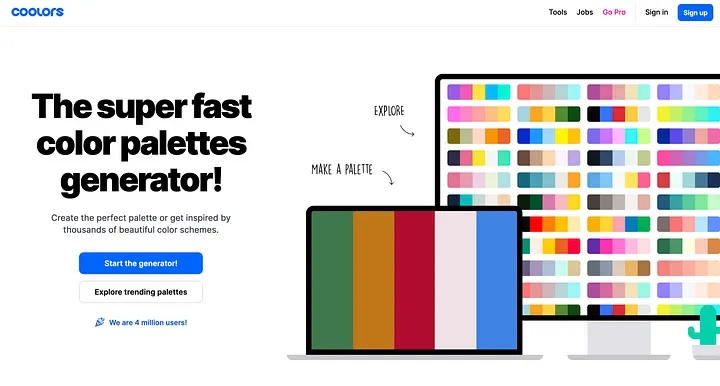 coolors
Tools Jobs Go Pro Sign in Sign up
The super fast
color palettes
generator!
Create the perfect palette or get inspired by
thousands of beautiful color schemes.
Start the generator!
Explore trending palettes
We are 4 million users!
EXPLORE
MAKE A PALETTE